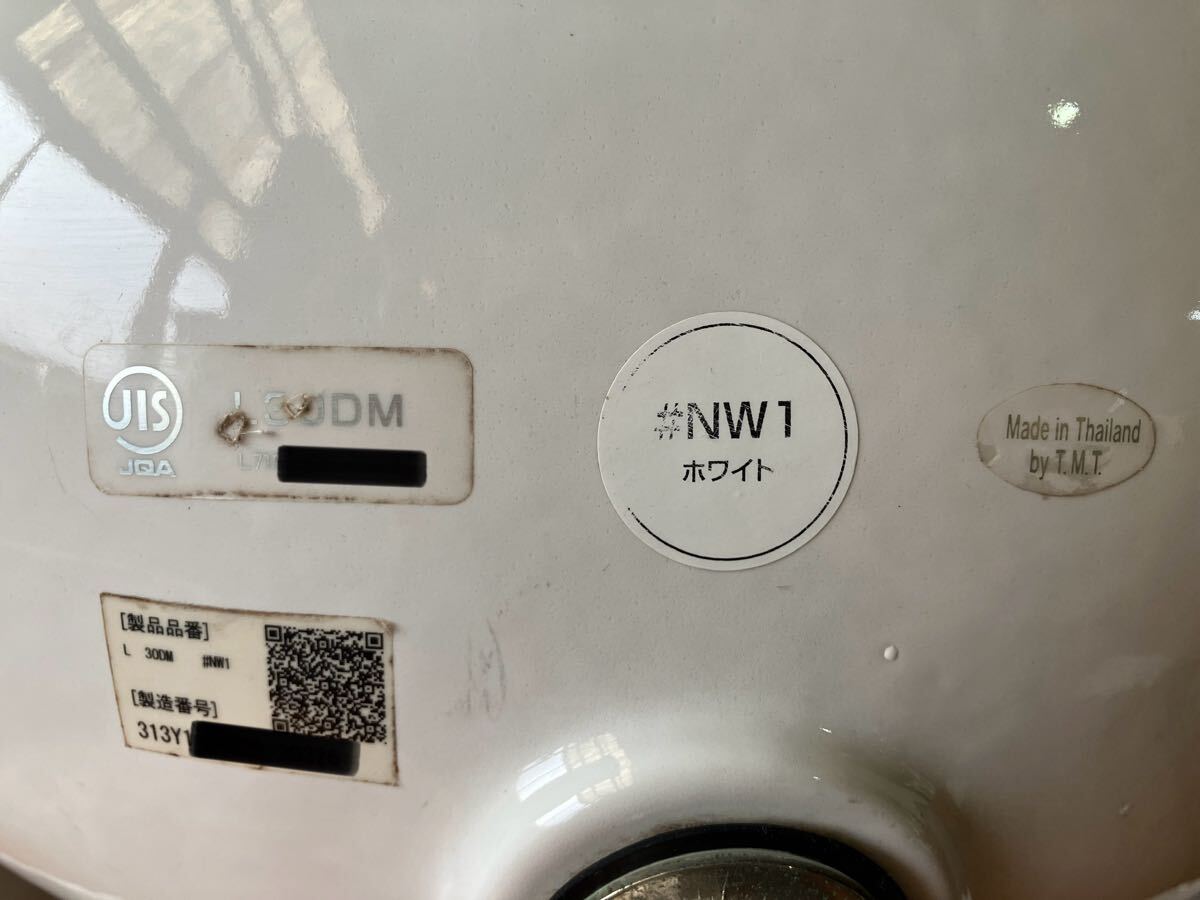 JIS
JQA
L 30DM
#NW1
ホワイト
Made in Thailand
by T.M.T.
[製品品番]
L 30DM #NW1
[製造番号]
313Y1